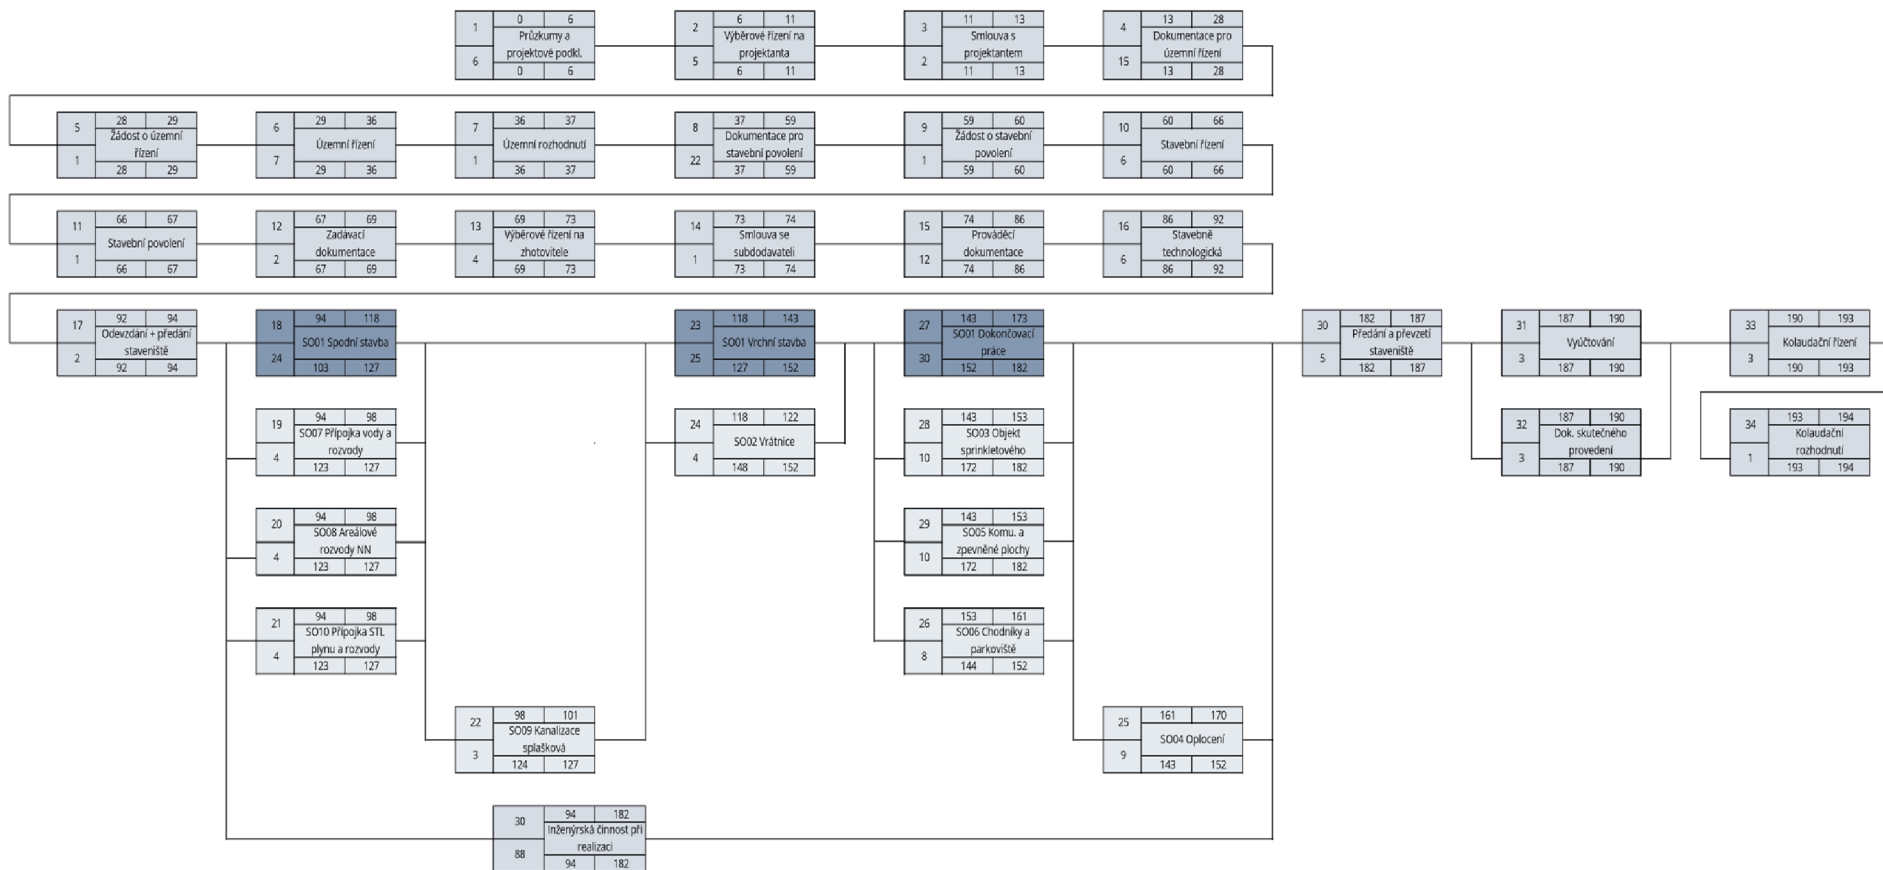 1
0 6
Průzkumy a
projektové podkl.
6
0 6
2
6 11
Výběrové řízení na
projektanta
5
6 11
3
11 13
Smlouva s
projektantem
2
11 13
4
13 28
Dokumentace pro
územní řízení
15
13 28
5
28 29
Žádost o územní
řízení
1
28 29
6
29 36
Územní řízení
7
29 36
7
36 37
Územní rozhodnutí
1
36 37
8
37 59
Dokumentace pro
stavební povolení
22
37 59
9
59 60
Žádost o stavební
povolení
1
59 60
10
60 66
Stavební řízení
6
60 66
11
66 67
Stavební povolení
1
66 67
12
67 69
Zadávací
dokumentace
2
67 69
13
69 73
Výběrové řízení na
zhotovitele
4
69 73
14
73 74
Smlouva se
subdodavateli
1
73 74
15
74 86
Prováděcí
dokumentace
12
74 86
16
86 92
Stavebně
technologická
6
86 92
17
92 94
Odevzdání + předání
staveniště
2
92 94
18
94 118
SO01 Spodní stavba
24
103 127
23
118 143
SO01 Vrchní stavba
25
127 152
27
143 173
SO01 Dokončovací
práce
30
152 182
30
182 187
Předání a převzetí
staveniště
5
182 187
31
187 190
Vyúčtování
3
187 190
33
190 193
Kolaudační řízení
3
190 193
19
94 98
SO07 Přípojka vody a
rozvody
4
123 127
24
118 122
SO02 Vrátnice
4
148 152
28
143 153
SO03 Objekt
sprinkletového
10
172 182
32
187 190
Dok. skutečného
provedení
3
187 190
34
193 194
Kolaudační
rozhodnutí
1
193 194
20
94 98
SO08 Areálové
rozvody NN
4
123 127
29
143 153
SO05 Komu. a
zpevněné plochy
10
172 182
21
94 98
SO10 Přípojka STL
plynu a rozvody
4
123 127
26
153 161
SO06 Chodníky a
parkoviště
8
144 152
22
98 101
SO09 Kanalizace
splašková
3
124 127
25
161 170
SO04 Oplocení
9
143 152
30
94 182
Inženýrská činnost při
realizaci
88
94 182